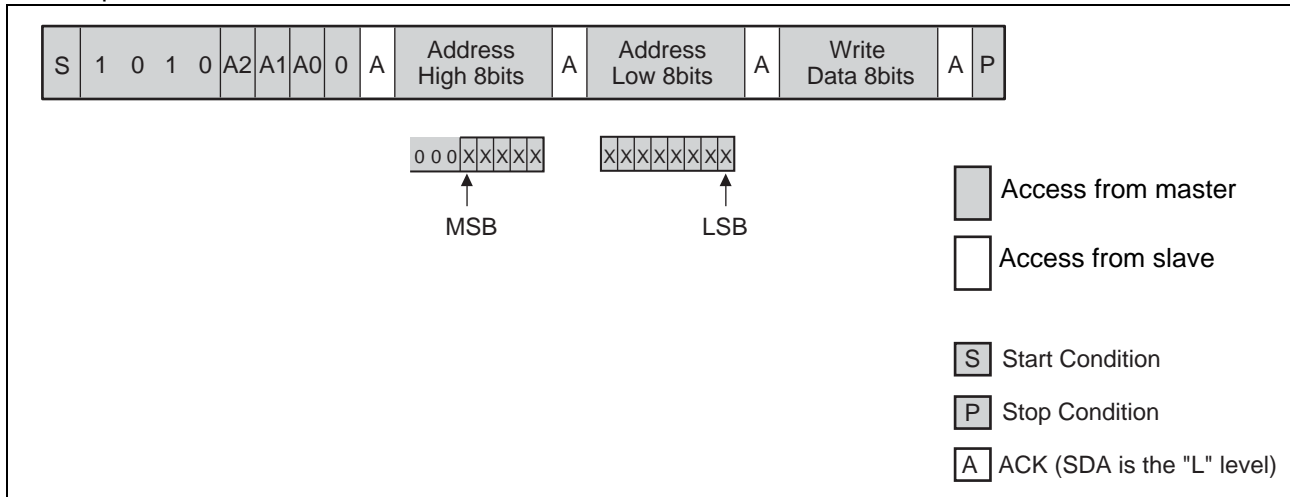 S 1 0 1 0 A2 A1 A0 0 A Address High 8bits A Address Low 8bits A Write Data 8bits A P
0 0 0 X X X X X X X X X X X X X
MSB LSB
Access from master
Access from slave
S Start Condition
P Stop Condition
A ACK (SDA is the "L" level)